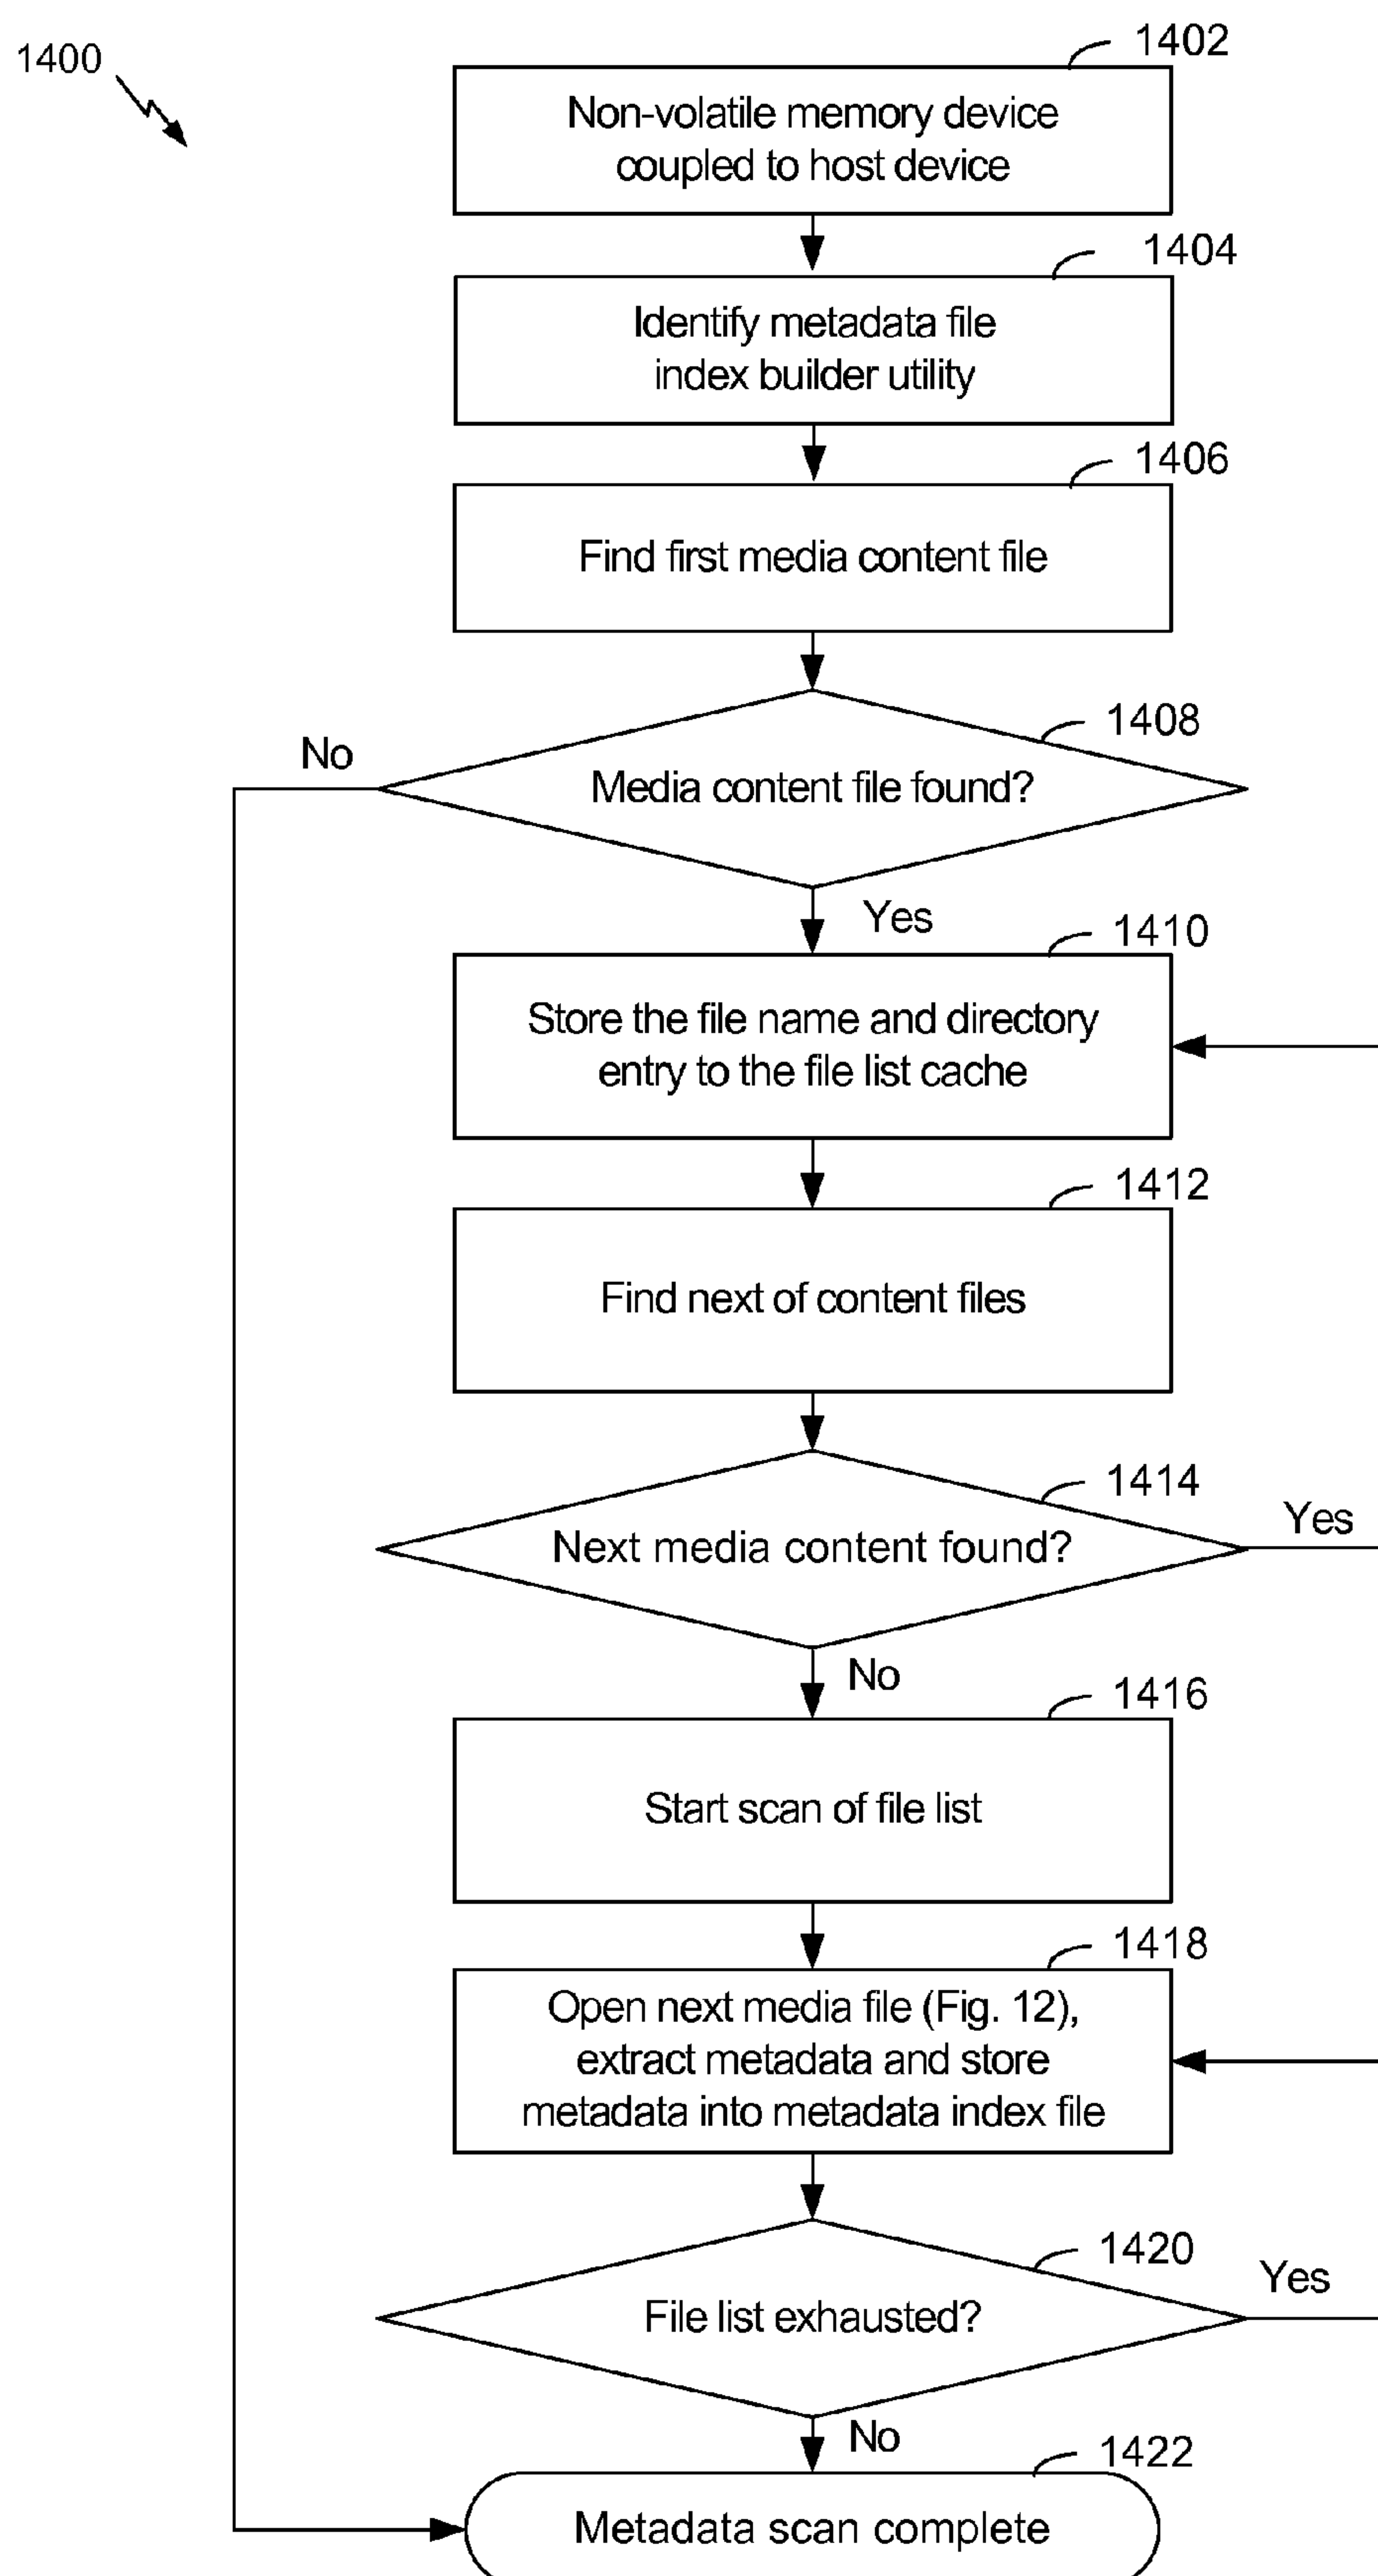 1400
1402
Non-volatile memory device
coupled to host device
1404
Identify metadata file
index builder utility
1406
Find first media content file
1408
No
Media content file found?
Yes
1410
Store the file name and directory
entry to the file list cache
1412
Find next of content files
1414
Yes
Next media content found?
No
1416
Start scan of file list
1418
Open next media file (Fig. 12),
extract metadata and store
metadata into metadata index file
1420
Yes
File list exhausted?
No
1422
Metadata scan complete